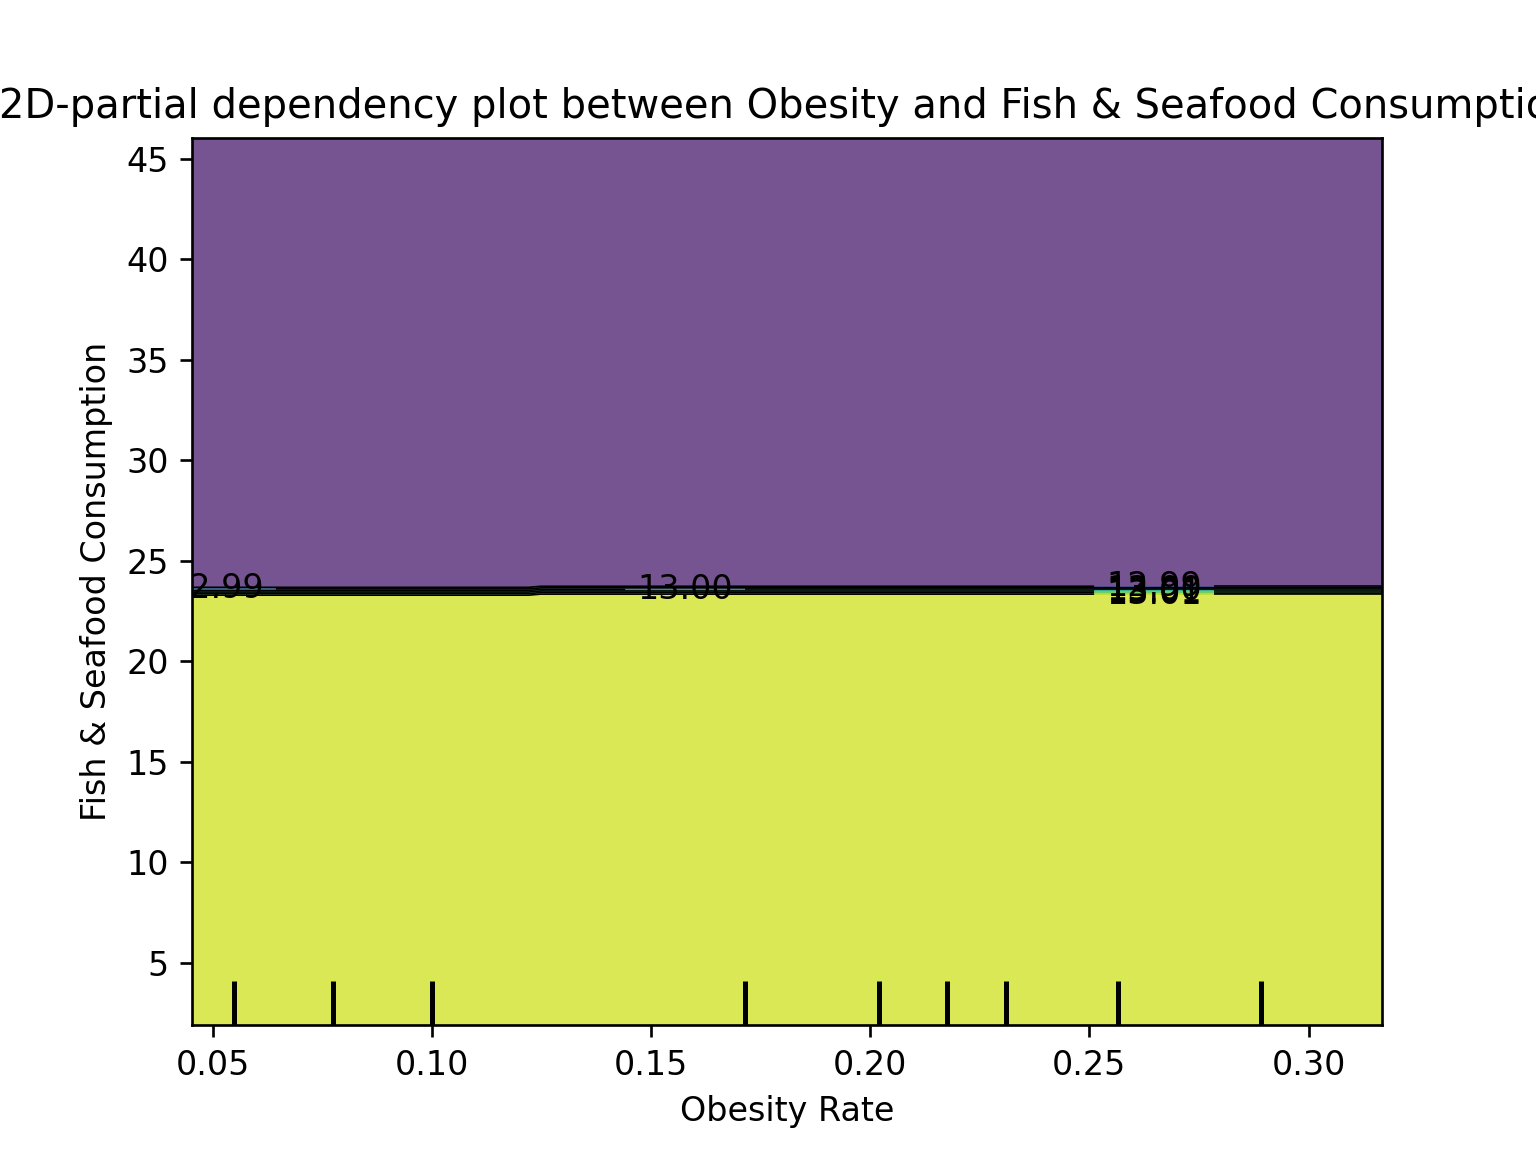 2D-partial dependency plot between Obesity and Fish & Seafood
45
40
35
30
25
20
15
10
5
Fish & Seafood Consumption
2.99
13.00
0.05 0.10 0.15 0.20 0.25 0.30
Obesity Rate